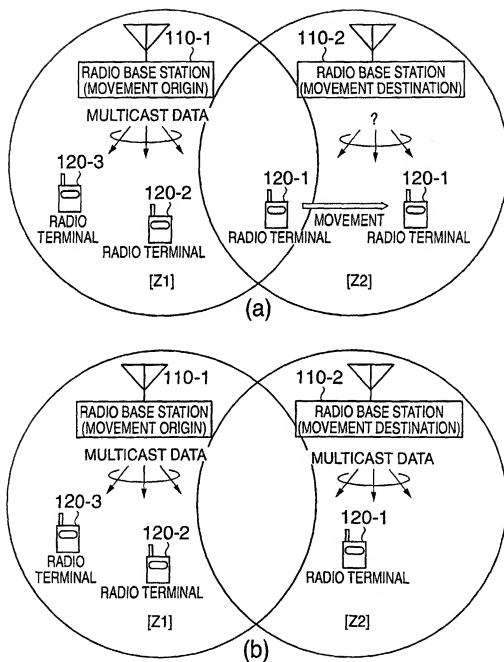 110-1
110-2
RADIO BASE STATION
(MOVEMENT ORIGIN)
RADIO BASE STATION
(MOVEMENT DESTINATION)
MULTICAST DATA
?
120-3
120-2
120-1
120-1
RADIO
TERMINAL
RADIO TERMINAL
RADIO TERMINAL
MOVEMENT
RADIO TERMINAL
[Z1]
[Z2]
(a)
110-1
110-2
RADIO BASE STATION
(MOVEMENT ORIGIN)
RADIO BASE STATION
(MOVEMENT DESTINATION)
MULTICAST DATA
MULTICAST DATA
120-3
120-2
120-1
RADIO
TERMINAL
RADIO TERMINAL
RADIO TERMINAL
[Z1]
[Z2]
(b)